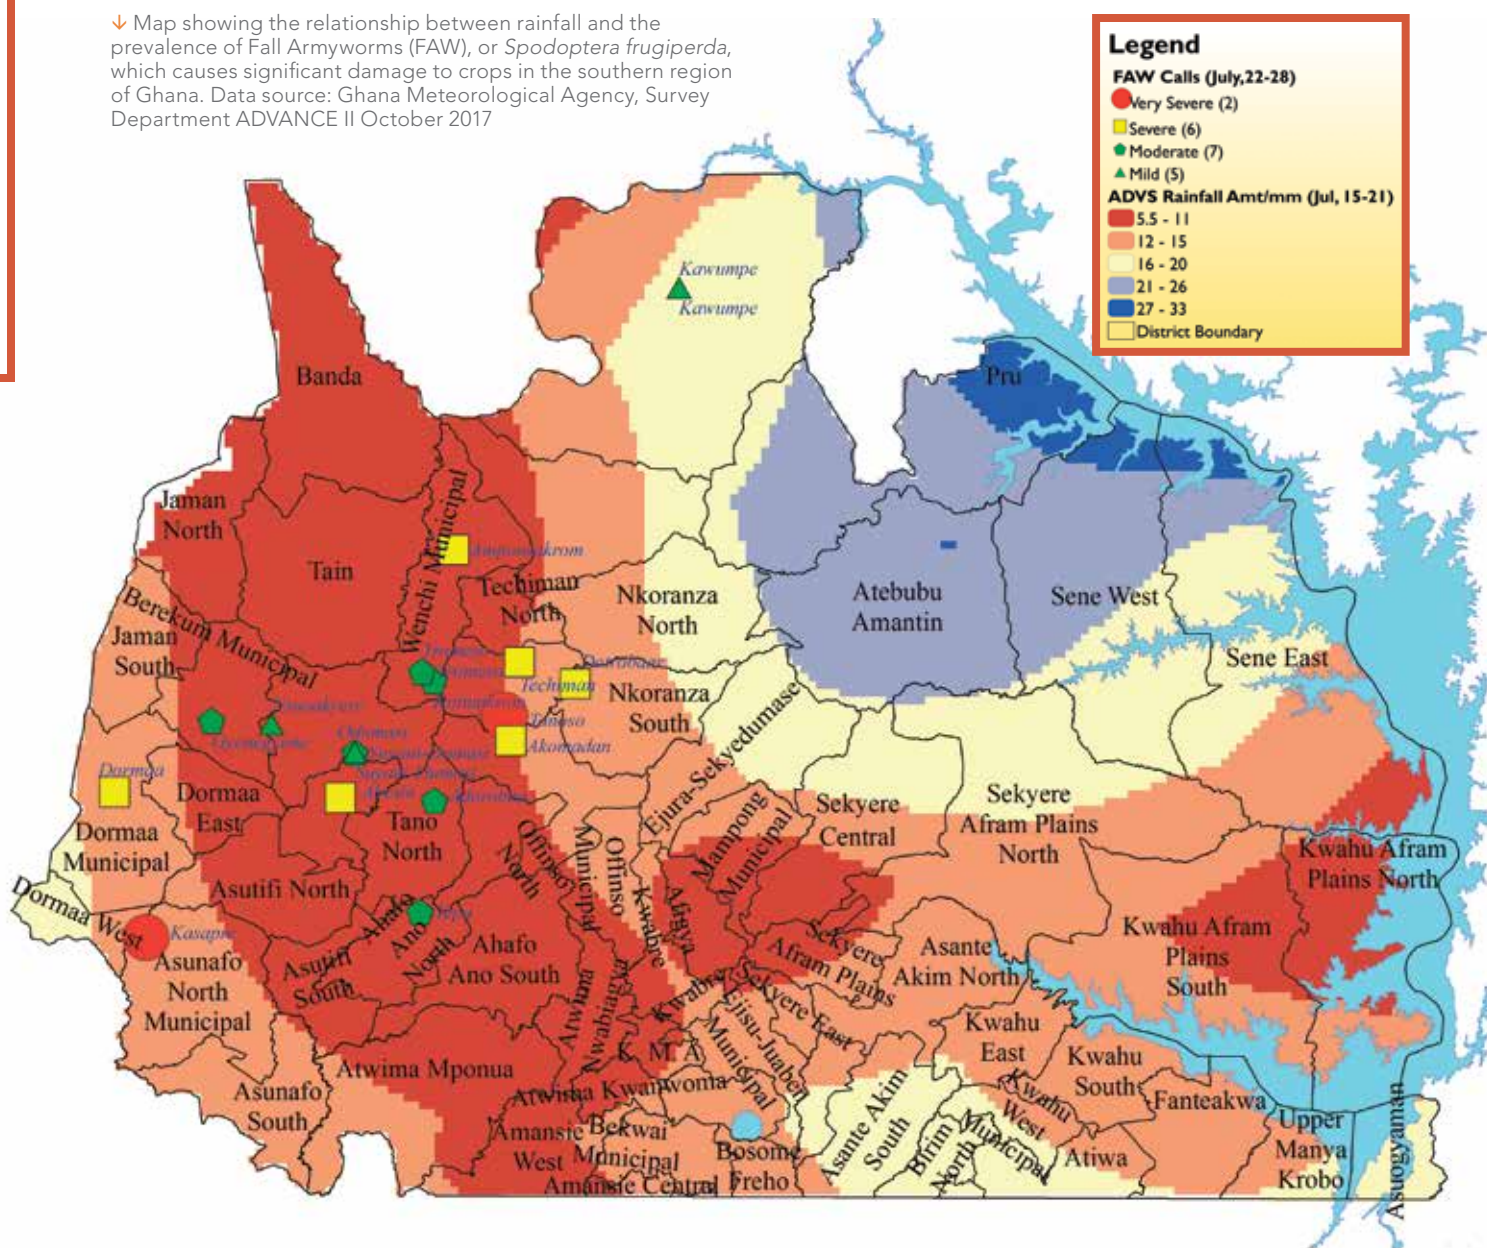 ↓ Map showing the relationship between rainfall and the
prevalence of Fall Armyworms (FAW), or Spodoptera frugiperda,
which causes significant damage to crops in the southern region
of Ghana. Data source: Ghana Meteorological Agency, Survey
Department ADVANCE II October 2017
Legend
FAW Calls (July,22-28)
Very Severe (2)
Severe (6)
Moderate (7)
Mild (5)
ADVS Rainfall Amt/mm (Jul, 15-21)
5.5 - 11
12 - 15
16 - 20
21 - 26
27 - 33
District Boundary
Kawumpe
Kawumpe
Banda
Pru
Jaman
North
Wenchi Municipal
Tain
Techiman
North
Nkoranza
North
Atebubu
Amantin
Sene West
Berekum Municipal
Jaman
South
Sene East
Techiman
Nkoranza
South
Ejura-Sekyedumase
Tanoso
Akomadan
Dormaa
Dormaa
East
Dormaa
Municipal
Tano
North
Offinso
North
Offinso
Municipal
Mampong
Municipal
Sekyere
Central
Sekyere
Afram Plains
North
Kwahu Afram
Plains North
Dormaa West
Kasapin
Asutifi North
Asutifi
South
Ahafo
Ano
North
Ahafo
Ano South
Afigya
Kwabre
Sekyere
Afram Plains
Asante
Akim North
Kwahu Afram
Plains
South
Asunafo
North
Municipal
Atwima
Nwabiagya
Kwabre
Sekyere East
Ejisu-Juaben
Municipal
K. M. A
Kwahu
East
Kwahu
South
Kwahu
West
Fanteakwa
Atwima Mponua
Atwima Kwanwoma
Asunafo
South
Amansie
West
Bekwai
Municipal
Amansie Central
Bosome
Freho
Asante Akim
South
Birim
North
Municipal
Atiwa
Upper
Manya
Krobo
Asuogyaman